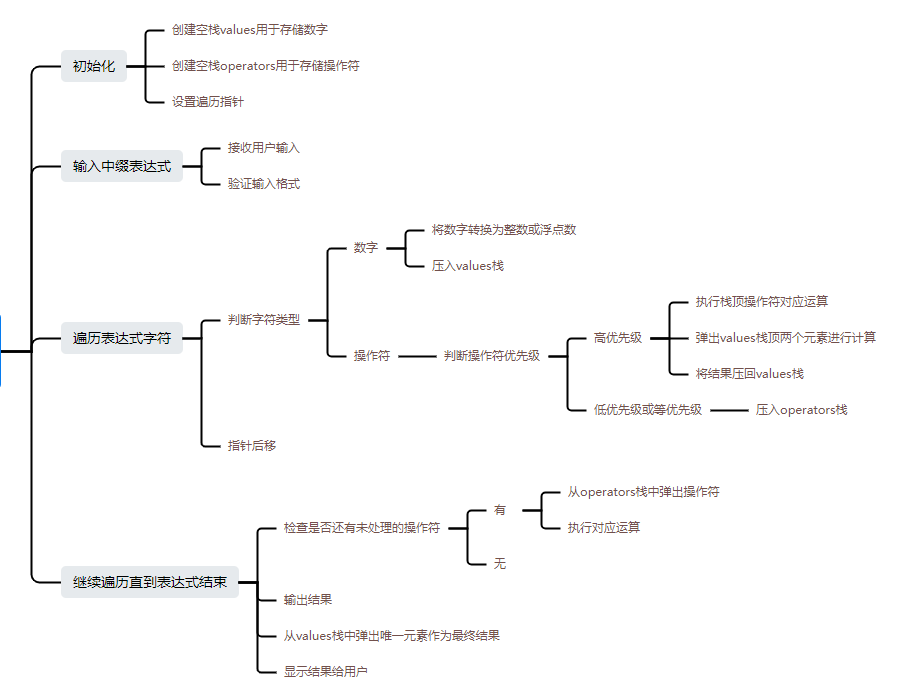 初始化
创建空栈values用于存储数字
创建空栈operators用于存储操作符
设置遍历指针
输入中缀表达式
接收用户输入
验证输入格式
遍历表达式字符
判断字符类型
数字
将数字转换为整数或浮点数
压入values栈
操作符
判断操作符优先级
高优先级
执行栈顶操作符对应运算
弹出values栈顶两个元素进行计算
将结果压回values栈
低优先级或等优先级
压入operators栈
指针后移
继续遍历直到表达式结束
检查是否还有未处理的操作符
有
从operators栈中弹出操作符
执行对应运算
无
输出结果
从values栈中弹出唯一元素作为最终结果
显示结果给用户